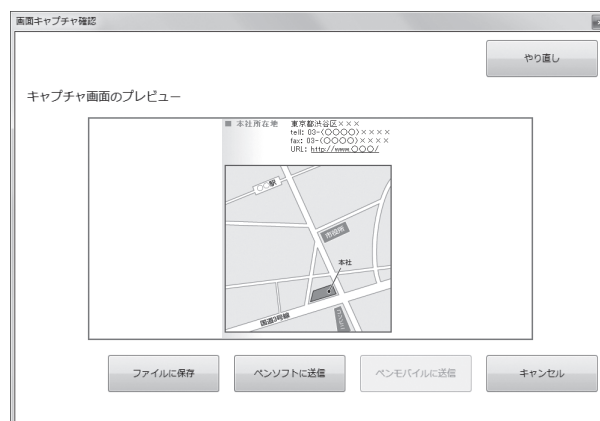 画面キャプチャ確認
やり直し
キャプチャ画面のプレビュー
■ 本社所在地 東京都渋谷区×××
tell: 03-(○○○○)××××
fax: 03-(○○○○)××××
URL: http://www.○○○/
○○駅
市役所
本社
国道3号線
ファイルに保存
ペンソフトに送信
ペンモバイルに送信
キャンセル